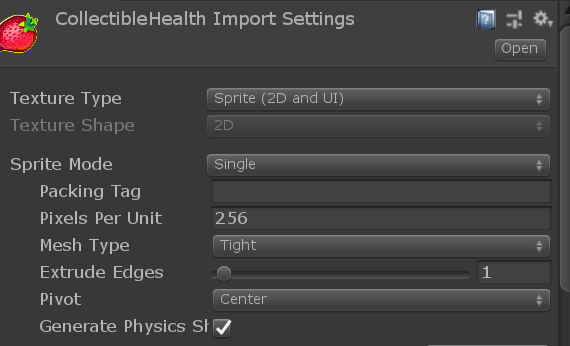 CollectibleHealth Import Settings
Open
Texture Type Sprite (2D and UI)
Texture Shape 2D
Sprite Mode Single
Packing Tag
Pixels Per Unit 256
Mesh Type Tight
Extrude Edges 1
Pivot Center
Generate Physics Sh